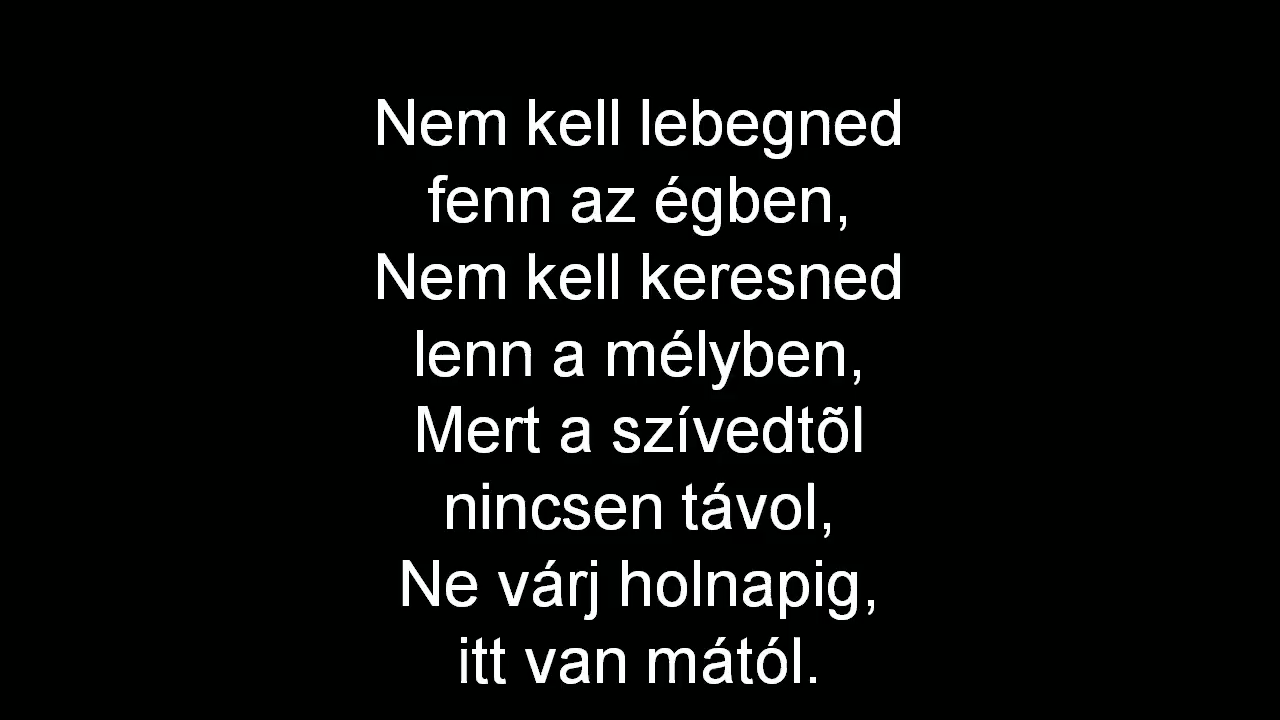 Nem kell lebegned
fenn az égben,
Nem kell keresned
lenn a mélyben,
Mert a szívedtõl
nincsen távol,
Ne várj holnapig,
itt van mától.